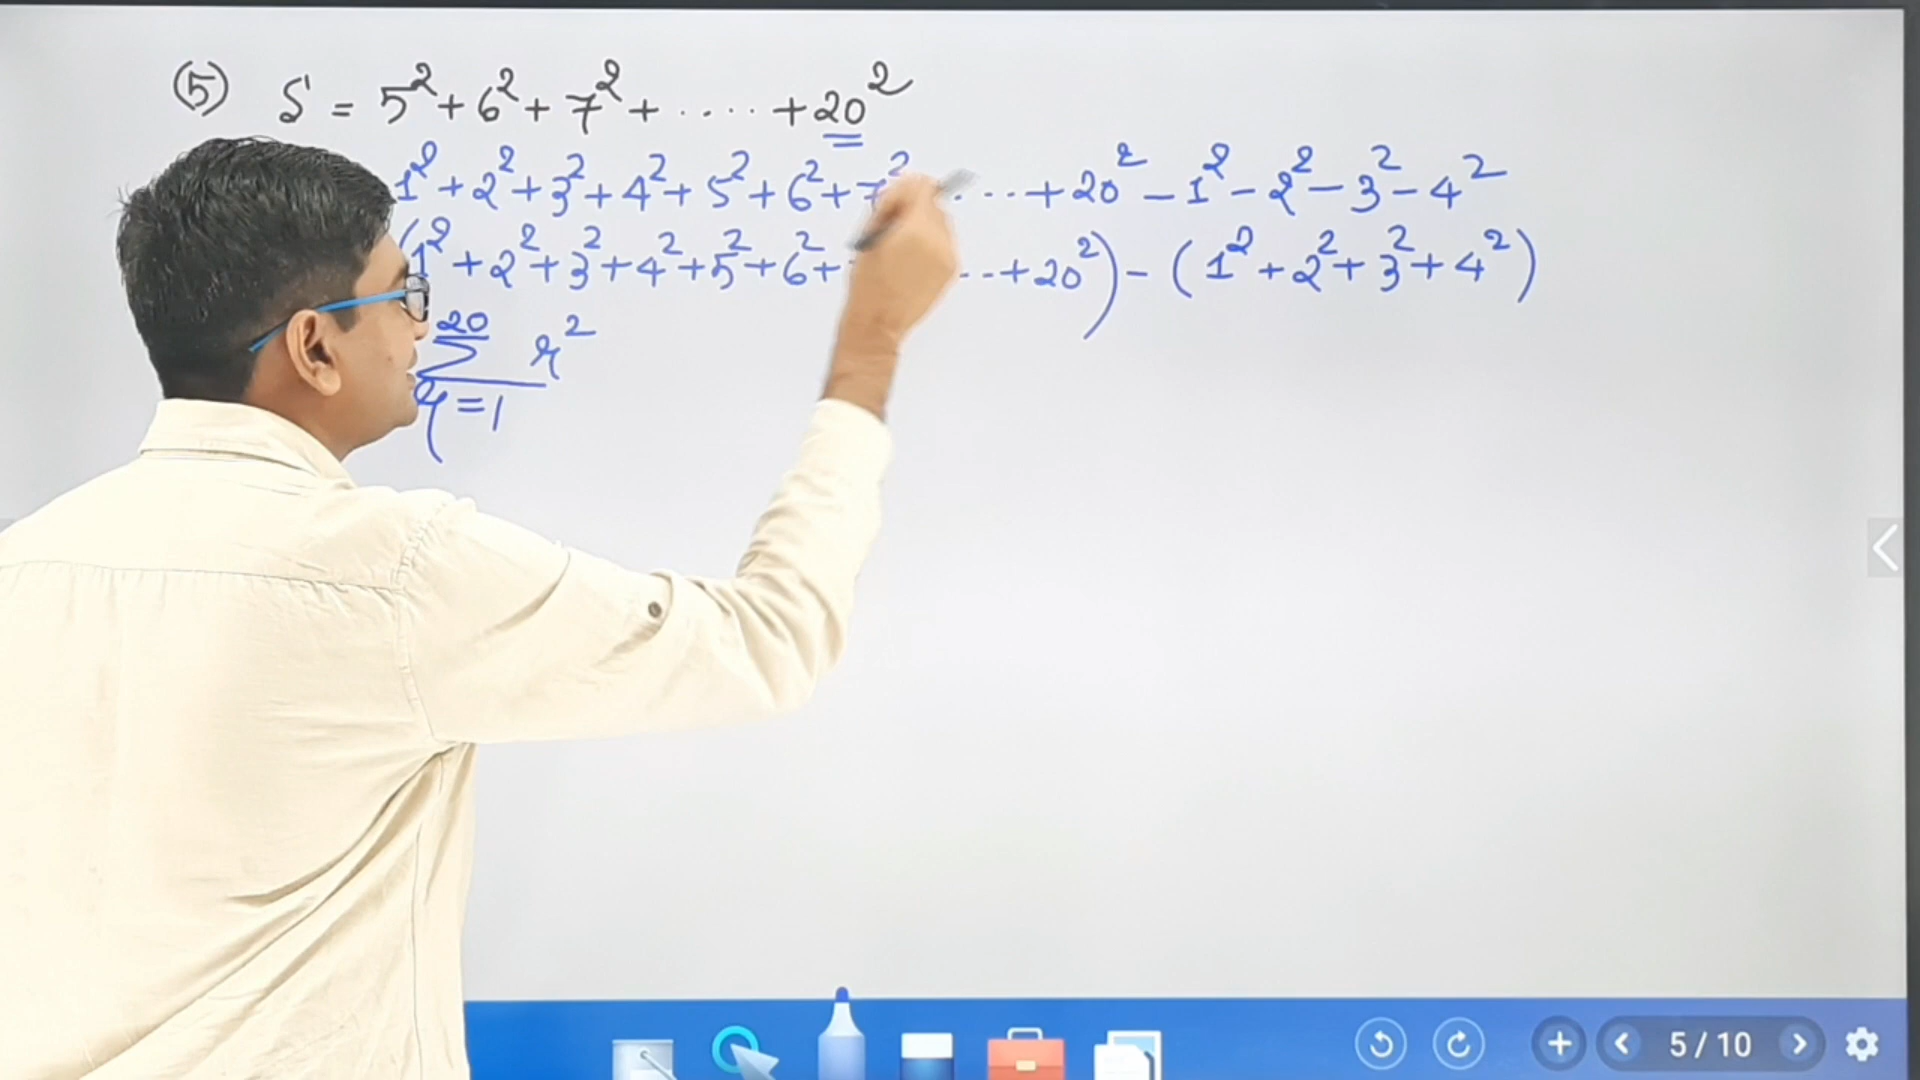 (5) S = 5² + 6² + 7² + ..... + 20²
1² + 2² + 3² + 4² + 5² + 6² + 7² ... + 20² - 1² - 2² - 3² - 4²
(1² + 2² + 3² + 4² + 5² + 6² + -- + 20²) - (1² + 2² + 3² + 4²)
20
Σ r²
r = 1
5 / 10